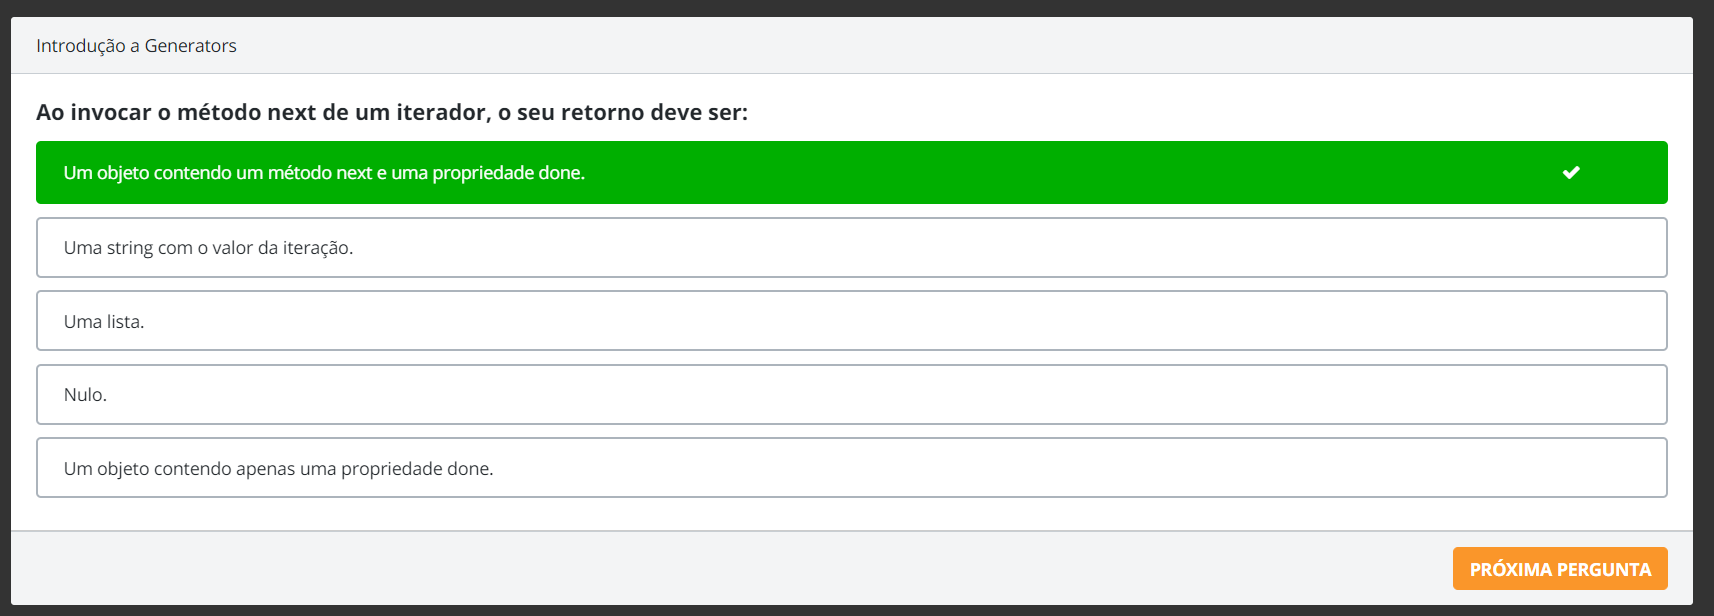 Introdução a Generators
Ao invocar o método next de um iterador, o seu retorno deve ser:
Um objeto contendo um método next e uma propriedade done.
Uma string com o valor da iteração.
Uma lista.
Nulo.
Um objeto contendo apenas uma propriedade done.
PRÓXIMA PERGUNTA